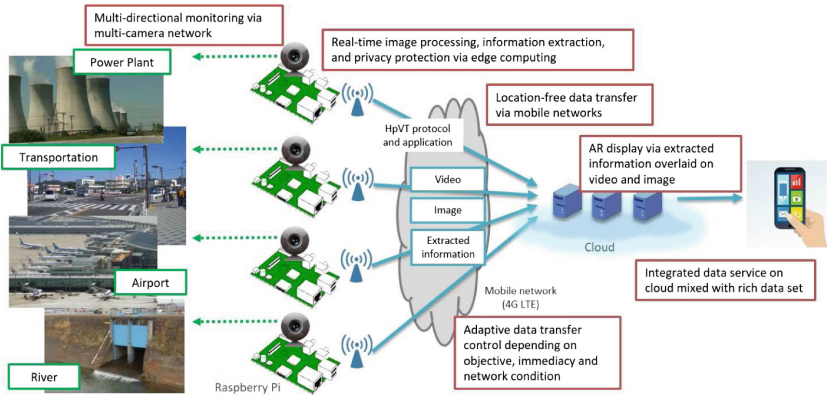 Multi-directional monitoring via
multi-camera network
Real-time image processing, information extraction,
and privacy protection via edge computing
Power Plant
Location-free data transfer
via mobile networks
HpVT protocol
and application
AR display via extracted
information overlaid on
video and image
Transportation
Video
Image
Extracted
information
Cloud
Airport
Integrated data service on
cloud mixed with rich data set
Mobile network
(4G LTE)
Adaptive data transfer
control depending on
objective, immediacy and
network condition
River
Raspberry Pi